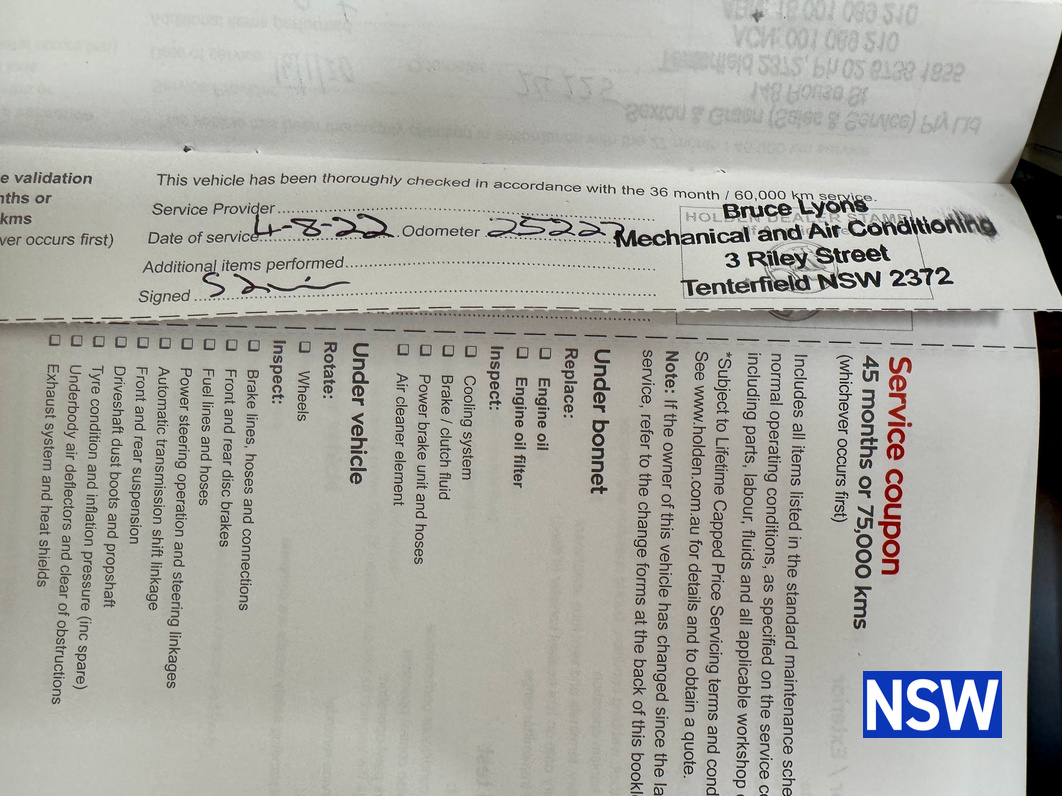 e validation
nths or
kms
ver occurs first)
This vehicle has been thoroughly checked in accordance with the 36 month / 60,000 km service.
Service Provider
Date of service 4-8-22 Odometer 25227
Additional items performed
Signed
HOLDEN DEALER STAMP
Bruce Lyons
Mechanical and Air Conditioning
3 Riley Street
Tenterfield NSW 2372
Service coupon
45 months or 75,000 kms
(whichever occurs first)
Includes all items listed in the standard maintenance sche
normal operating conditions, as specified on the service c
including parts, labour, fluids and all applicable workshop
*Subject to Lifetime Capped Price Servicing terms and cond
See www.holden.com.au for details and to obtain a quote.
Note: If the owner of this vehicle has changed since the la
service, refer to the change forms at the back of this bookl
Under bonnet
Replace:
Engine oil
Engine oil filter
Inspect:
Cooling system
Brake / clutch fluid
Power brake unit and hoses
Air cleaner element
Under vehicle
Rotate:
Wheels
Inspect:
Brake lines, hoses and connections
Front and rear disc brakes
Fuel lines and hoses
Power steering operation and steering linkages
Automatic transmission shift linkage
Front and rear suspension
Driveshaft dust boots and propshaft
Tyre condition and inflation pressure (inc spare)
Underbody air deflectors and clear of obstructions
Exhaust system and heat shields
NSW